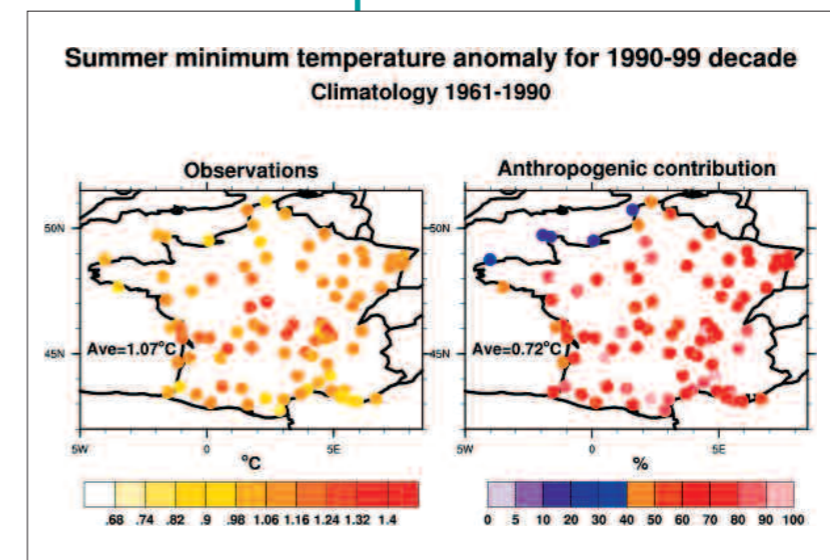 Summer minimum temperature anomaly for 1990-99 decade
Climatology 1961-1990
Observations
50N
45N
Ave=1.07°C
5W 0 5E
°C
.68 .74 .82 .9 .98 1.06 1.16 1.24 1.32 1.4
Anthropogenic contribution
50N
45N
Ave=0.72°C
5W 0 5E
%
0 5 10 20 30 40 50 60 70 80 90 100